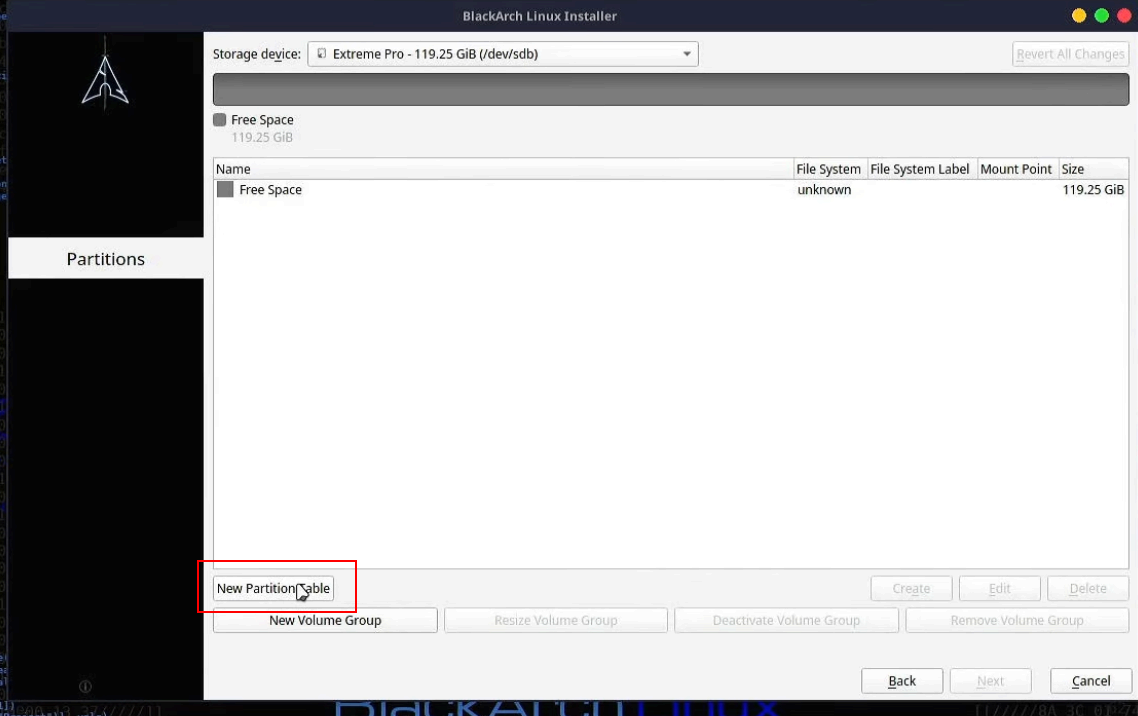 BlackArch Linux Installer
Storage device: Extreme Pro - 119.25 GiB (/dev/sdb) Revert All Changes
Free Space
119.25 GiB
Name File System File System Label Mount Point Size
Free Space unknown 119.25 GiB
Partitions
New Partition Table Create Edit Delete
New Volume Group Resize Volume Group Deactivate Volume Group Remove Volume Group
Back Next Cancel
BlackArch Linux